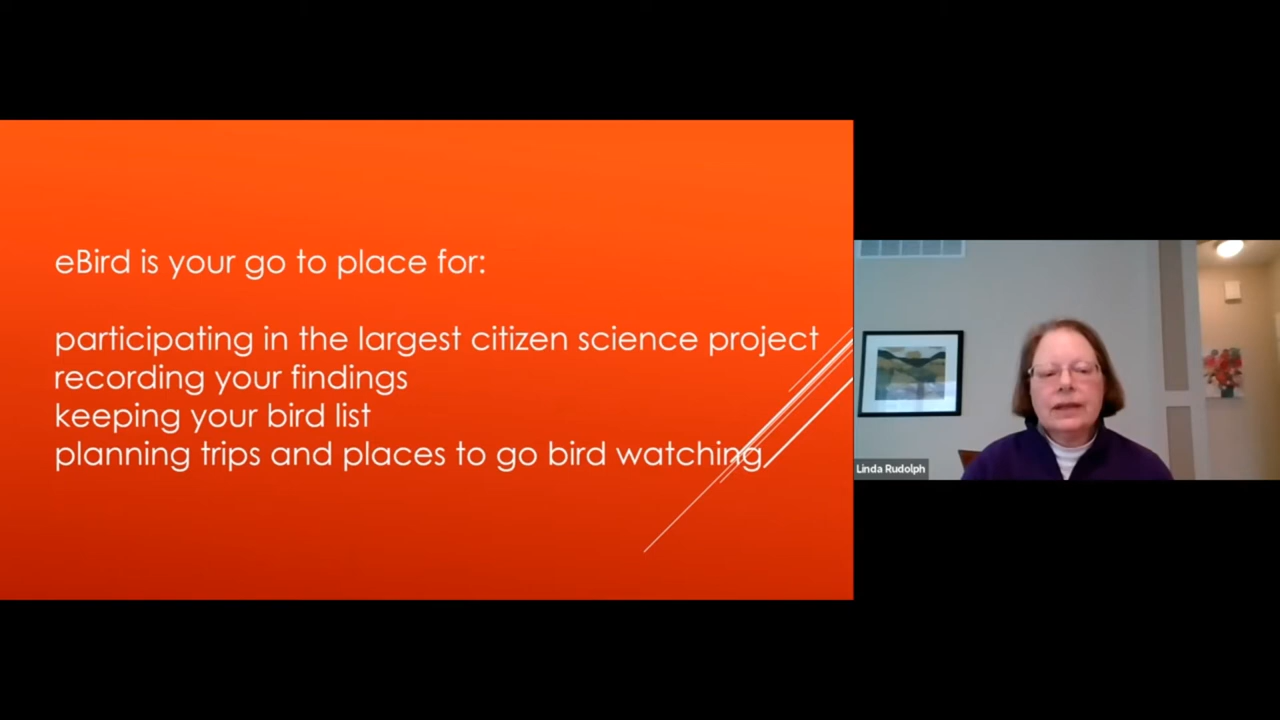 eBird is your go to place for:
participating in the largest citizen science project
recording your findings
keeping your bird list
planning trips and places to go bird watching
Linda Rudolph